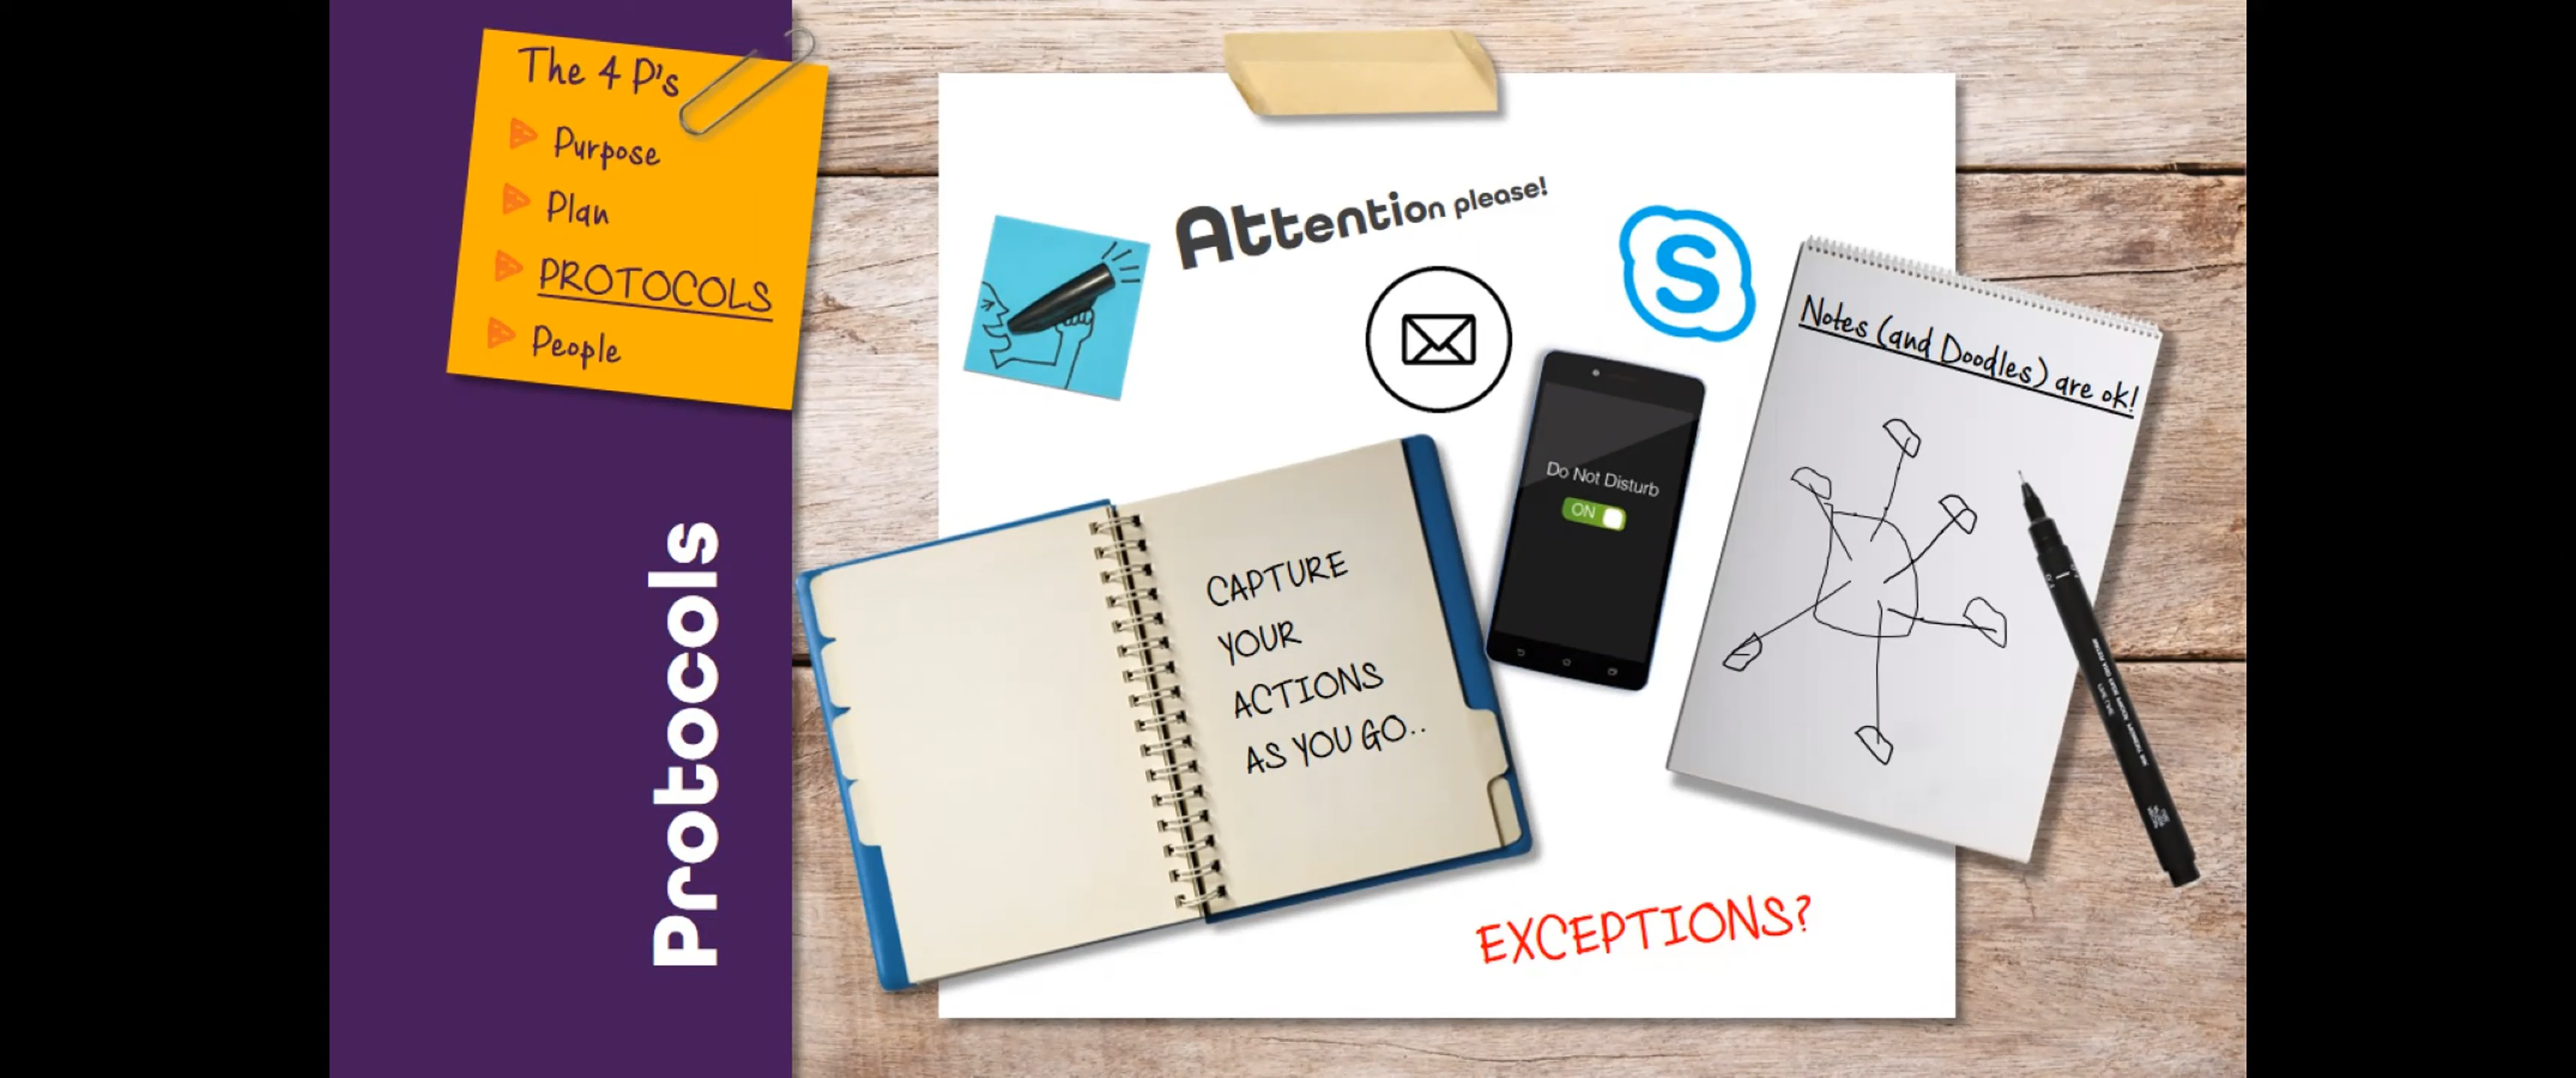 The 4 P's
Purpose
Plan
PROTOCOLS
People
Protocols
Attention please!
S
Do Not Disturb
ON
Notes (and Doodles) are ok!
CAPTURE
YOUR
ACTIONS
AS YOU GO..
EXCEPTIONS?